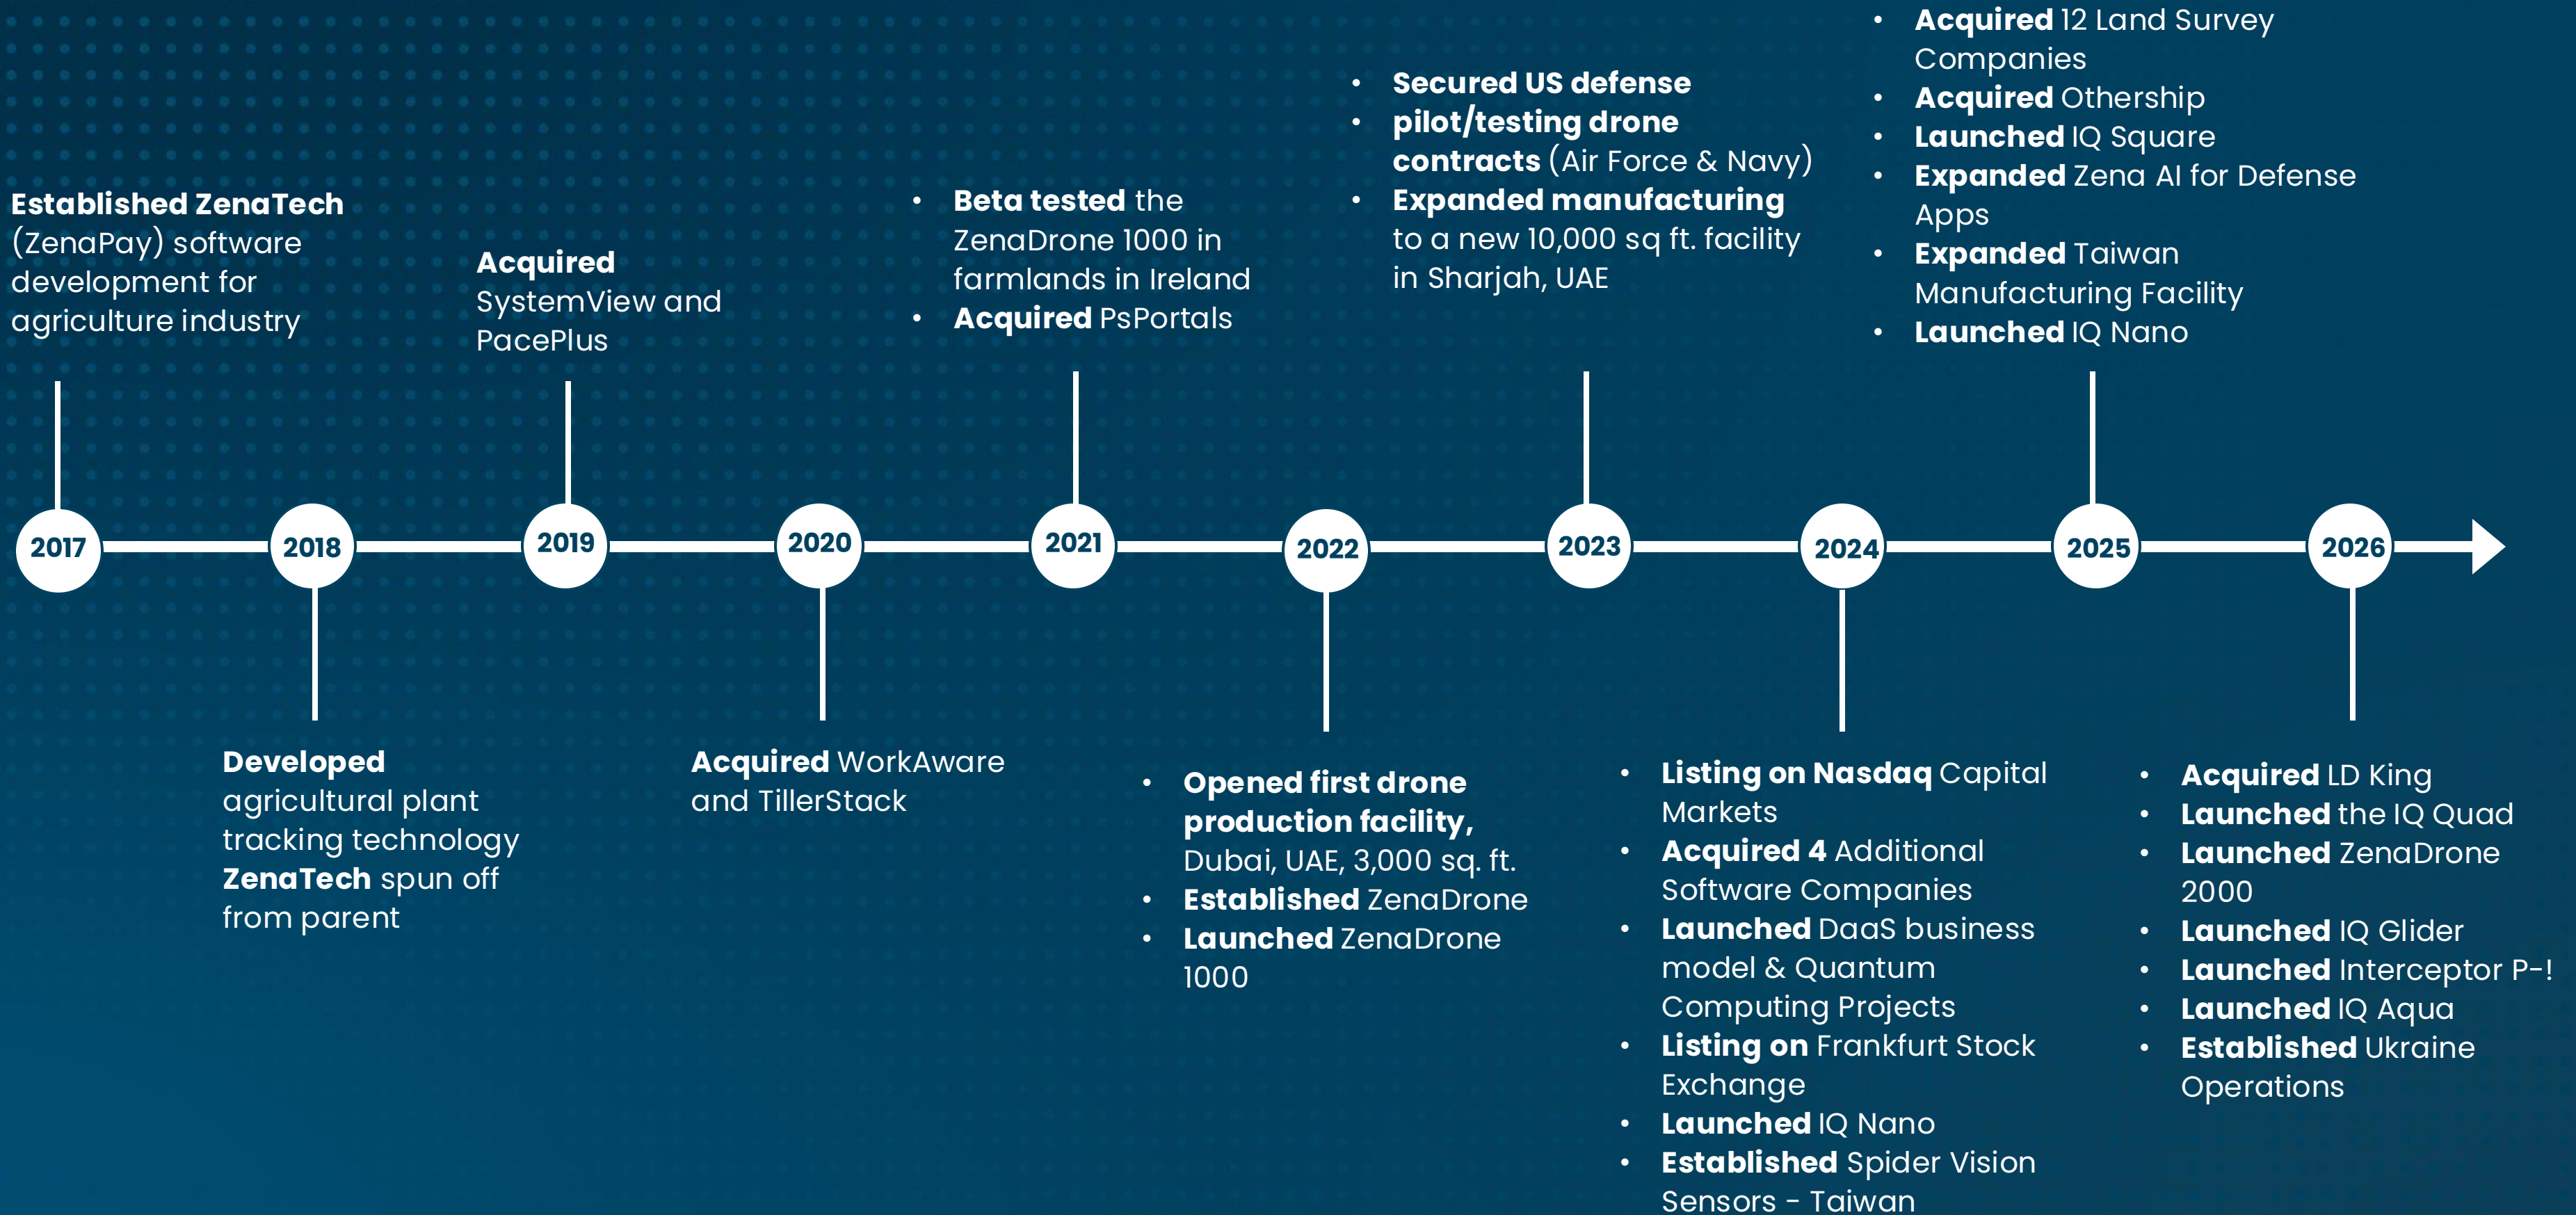 Established ZenaTech
(ZenaPay) software
development for
agriculture industry
Acquired
SystemView and
PacePlus
• Beta tested the
ZenaDrone 1000 in
farmlands in Ireland
• Acquired PsPortals
• Secured US defense
• pilot/testing drone
contracts (Air Force & Navy)
• Expanded manufacturing
to a new 10,000 sq ft. facility
in Sharjah, UAE
• Acquired 12 Land Survey
Companies
• Acquired Othership
• Launched IQ Square
• Expanded Zena AI for Defense
Apps
• Expanded Taiwan
Manufacturing Facility
• Launched IQ Nano
2017
2018
2019
2020
2021
2022
2023
2024
2025
2026
Developed
agricultural plant
tracking technology
ZenaTech spun off
from parent
Acquired WorkAware
and TillerStack
• Opened first drone
production facility,
Dubai, UAE, 3,000 sq. ft.
• Established ZenaDrone
• Launched ZenaDrone
1000
• Listing on Nasdaq Capital
Markets
• Acquired 4 Additional
Software Companies
• Launched DaaS business
model & Quantum
Computing Projects
• Listing on Frankfurt Stock
Exchange
• Launched IQ Nano
• Established Spider Vision
Sensors - Taiwan
• Acquired LD King
• Launched the IQ Quad
• Launched ZenaDrone
2000
• Launched IQ Glider
• Launched Interceptor P-!
• Launched IQ Aqua
• Established Ukraine
Operations